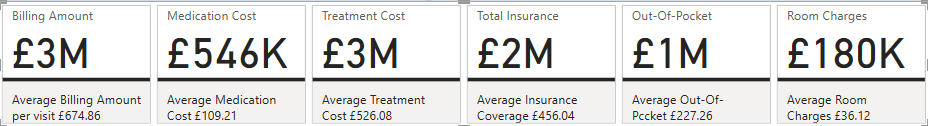 Billing Amount
£3M
Average Billing Amount
per visit £674.86
Medication Cost
£546K
Average Medication
Cost £109.21
Treatment Cost
£3M
Average Treatment
Cost £526.08
Total Insurance
£2M
Average Insurance
Coverage £456.04
Out-Of-Pocket
£1M
Average Out-Of-
Pccket £227.26
Room Charges
£180K
Average Room
Charges £36.12